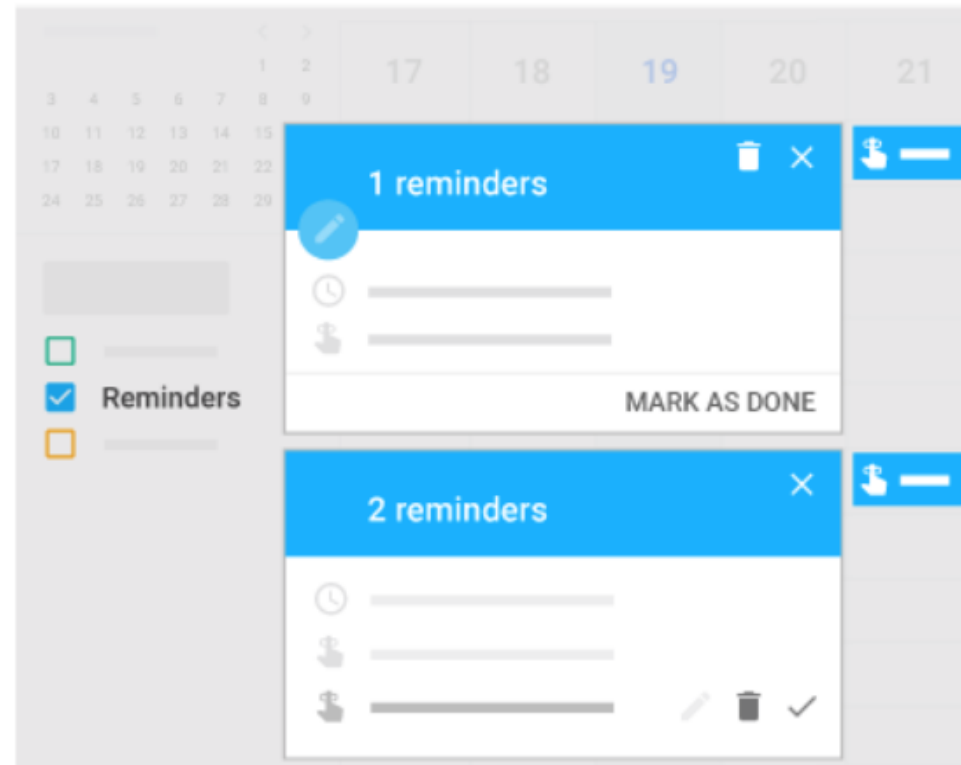 17 18 19 20 21
1 2
3 4 5 6 7 8 9
10 11 12 13 14 15
17 18 19 20 21 22
24 25 26 27 28 29
1 reminders
Reminders
MARK AS DONE
2 reminders